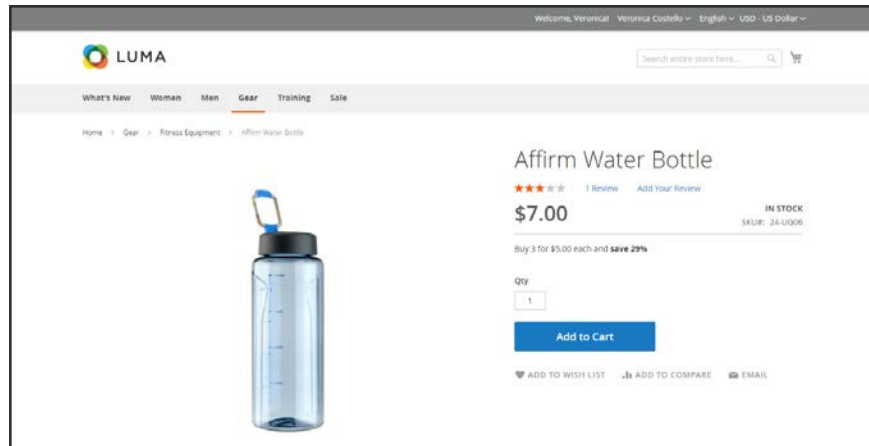 Welcome, Veronica! Veronica Costello English USD - US Dollar
LUMA
Search entire store here...
What's New Women Men Gear Training Sale
Home > Gear > Fitness Equipment > Affirm Water Bottle
Affirm Water Bottle
1 Review Add Your Review
$7.00
IN STOCK
SKU#: 24-UG06
Buy 3 for $5.00 each and save 29%
Qty
1
Add to Cart
ADD TO WISH LIST ADD TO COMPARE EMAIL